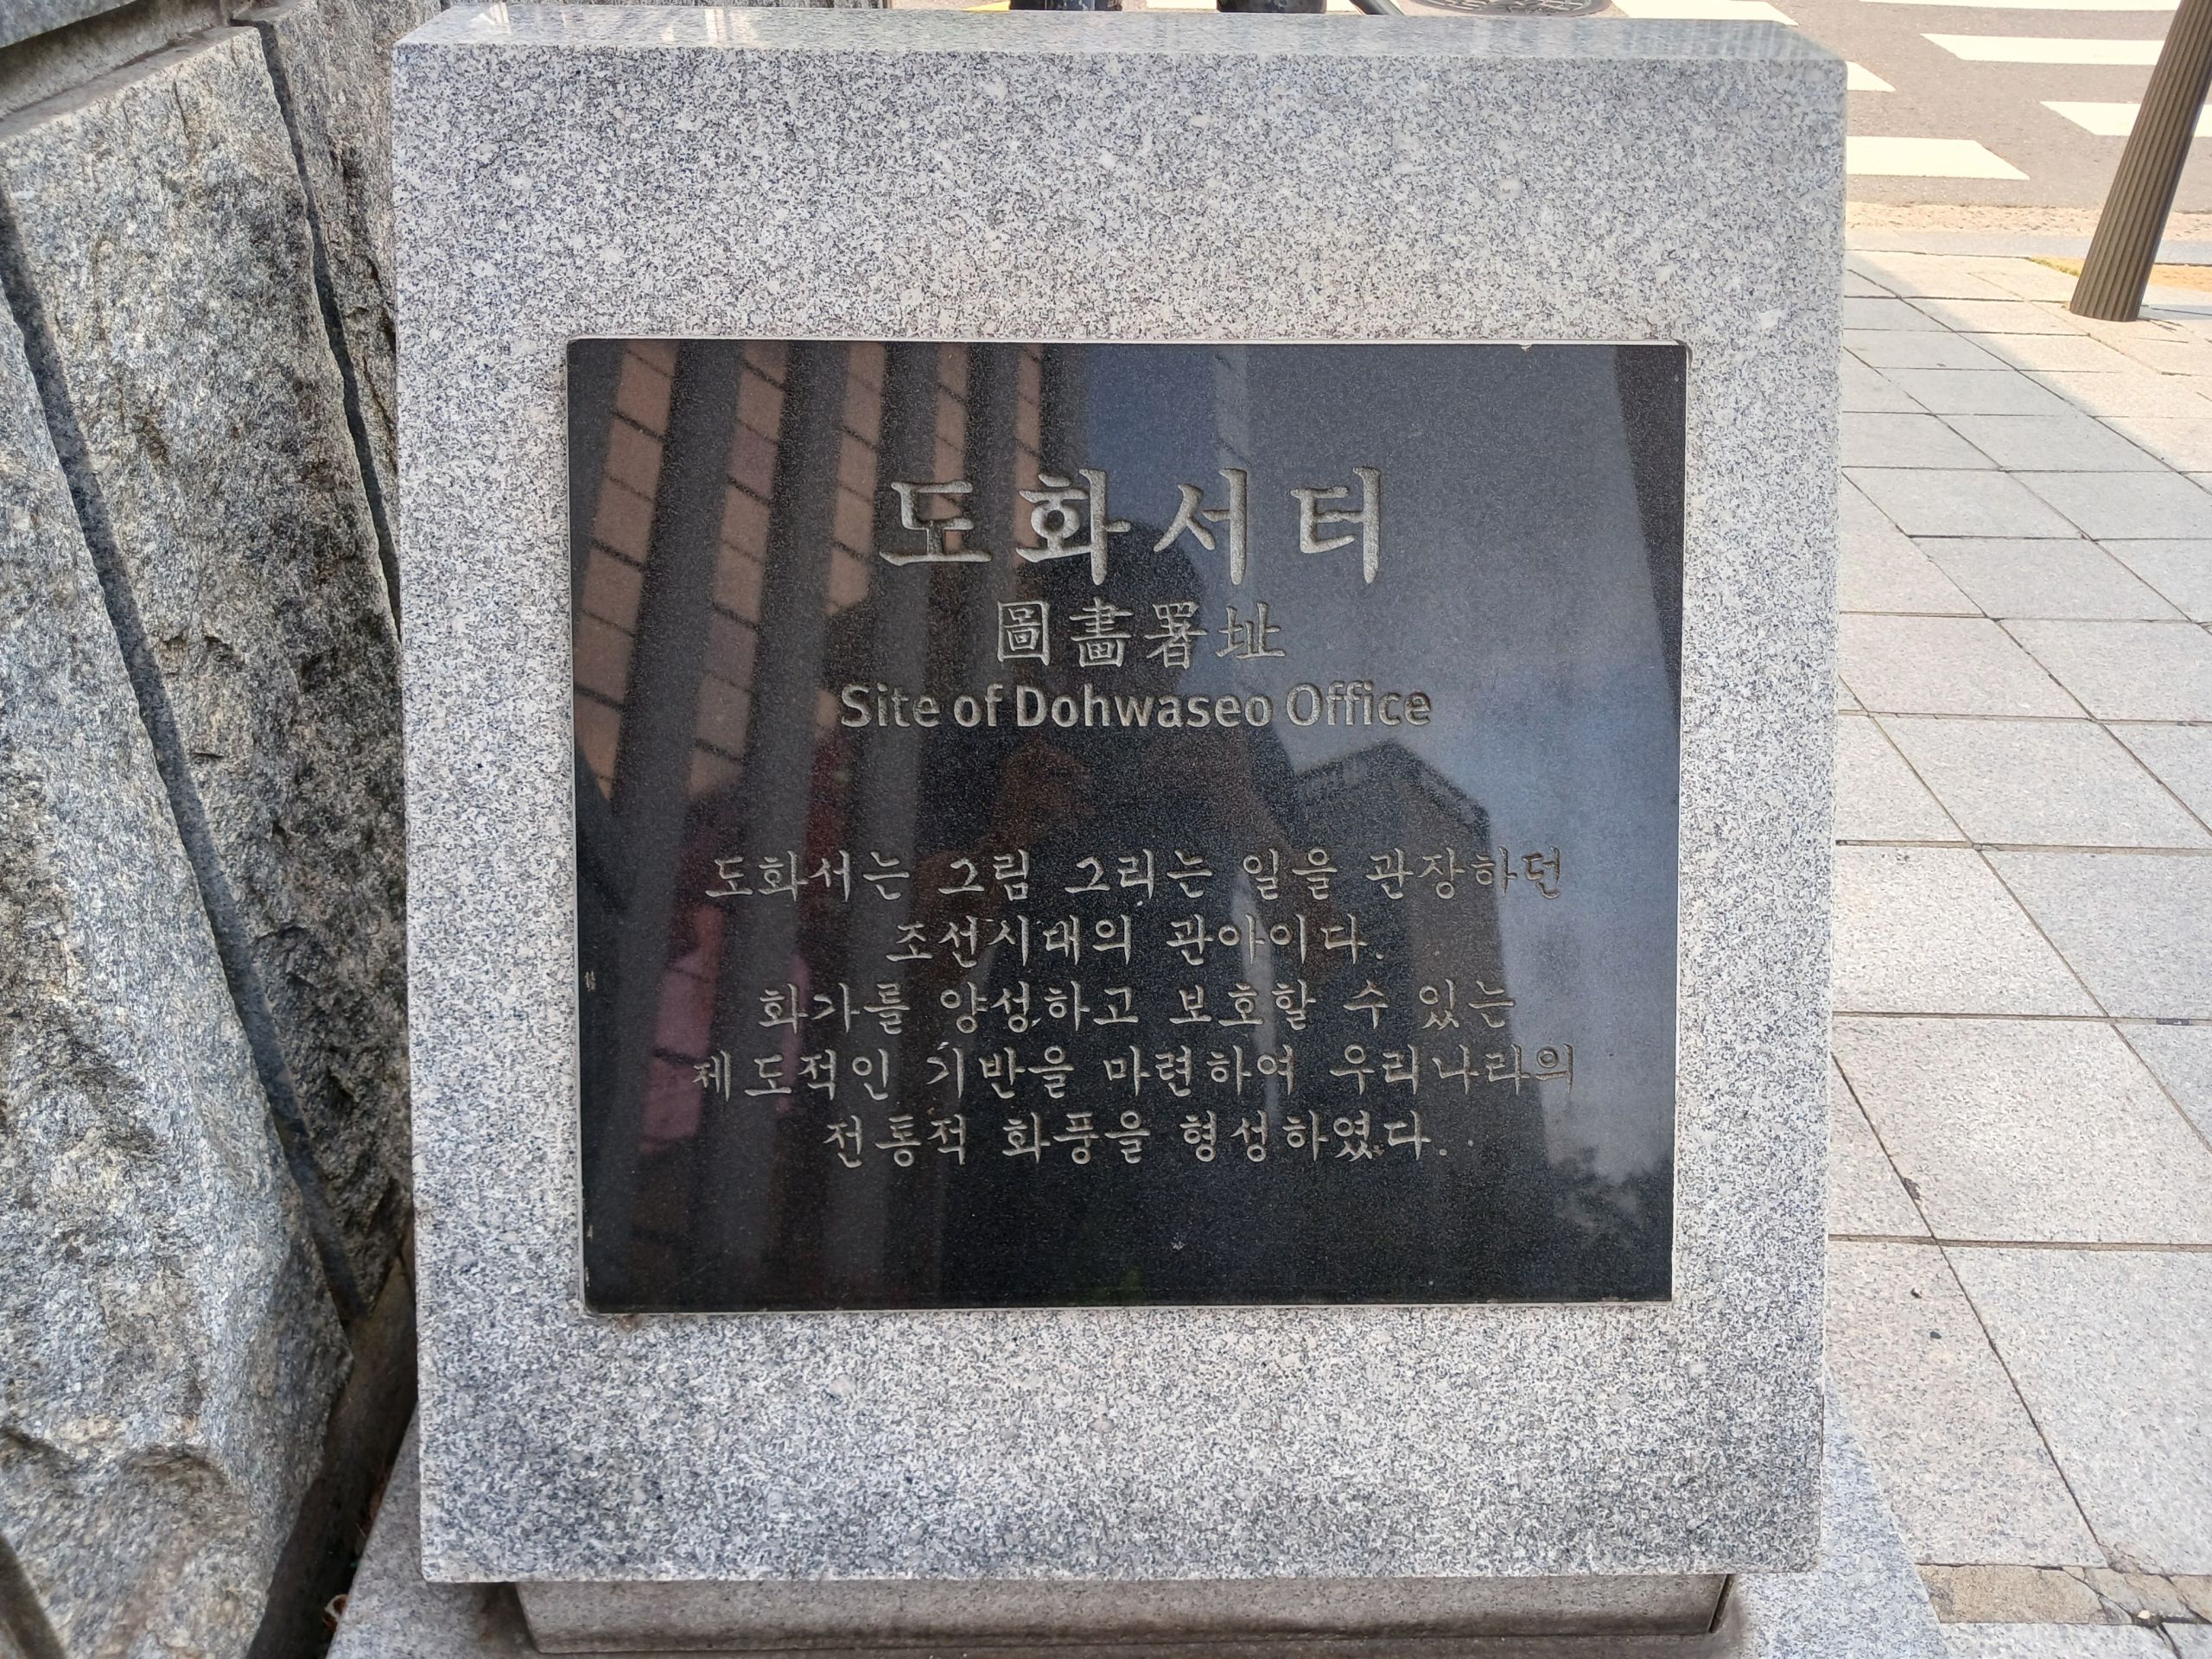 도화서터
圖畵署址
Site of Dohwaseo Office
도화서는 그림 그리는 일을 관장하던
조선시대의 관아이다.
화가를 양성하고 보호할 수 있는
제도적인 기반을 마련하여 우리나라의
전통적 화풍을 형성하였다.